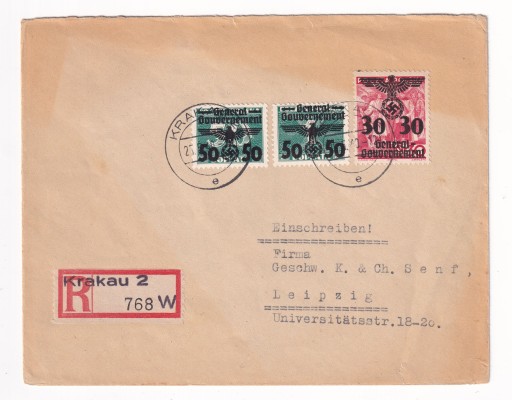 General
Gouvernement
50 50
General
Gouvernement
50 50
30 30
General
Gouvernement
KRA
e
e
Einschreiben!
Firma
Geschw. K. & Ch. Senf,
Leipzig
Universitätsstr.18-20.
Krakau 2
R
768 W